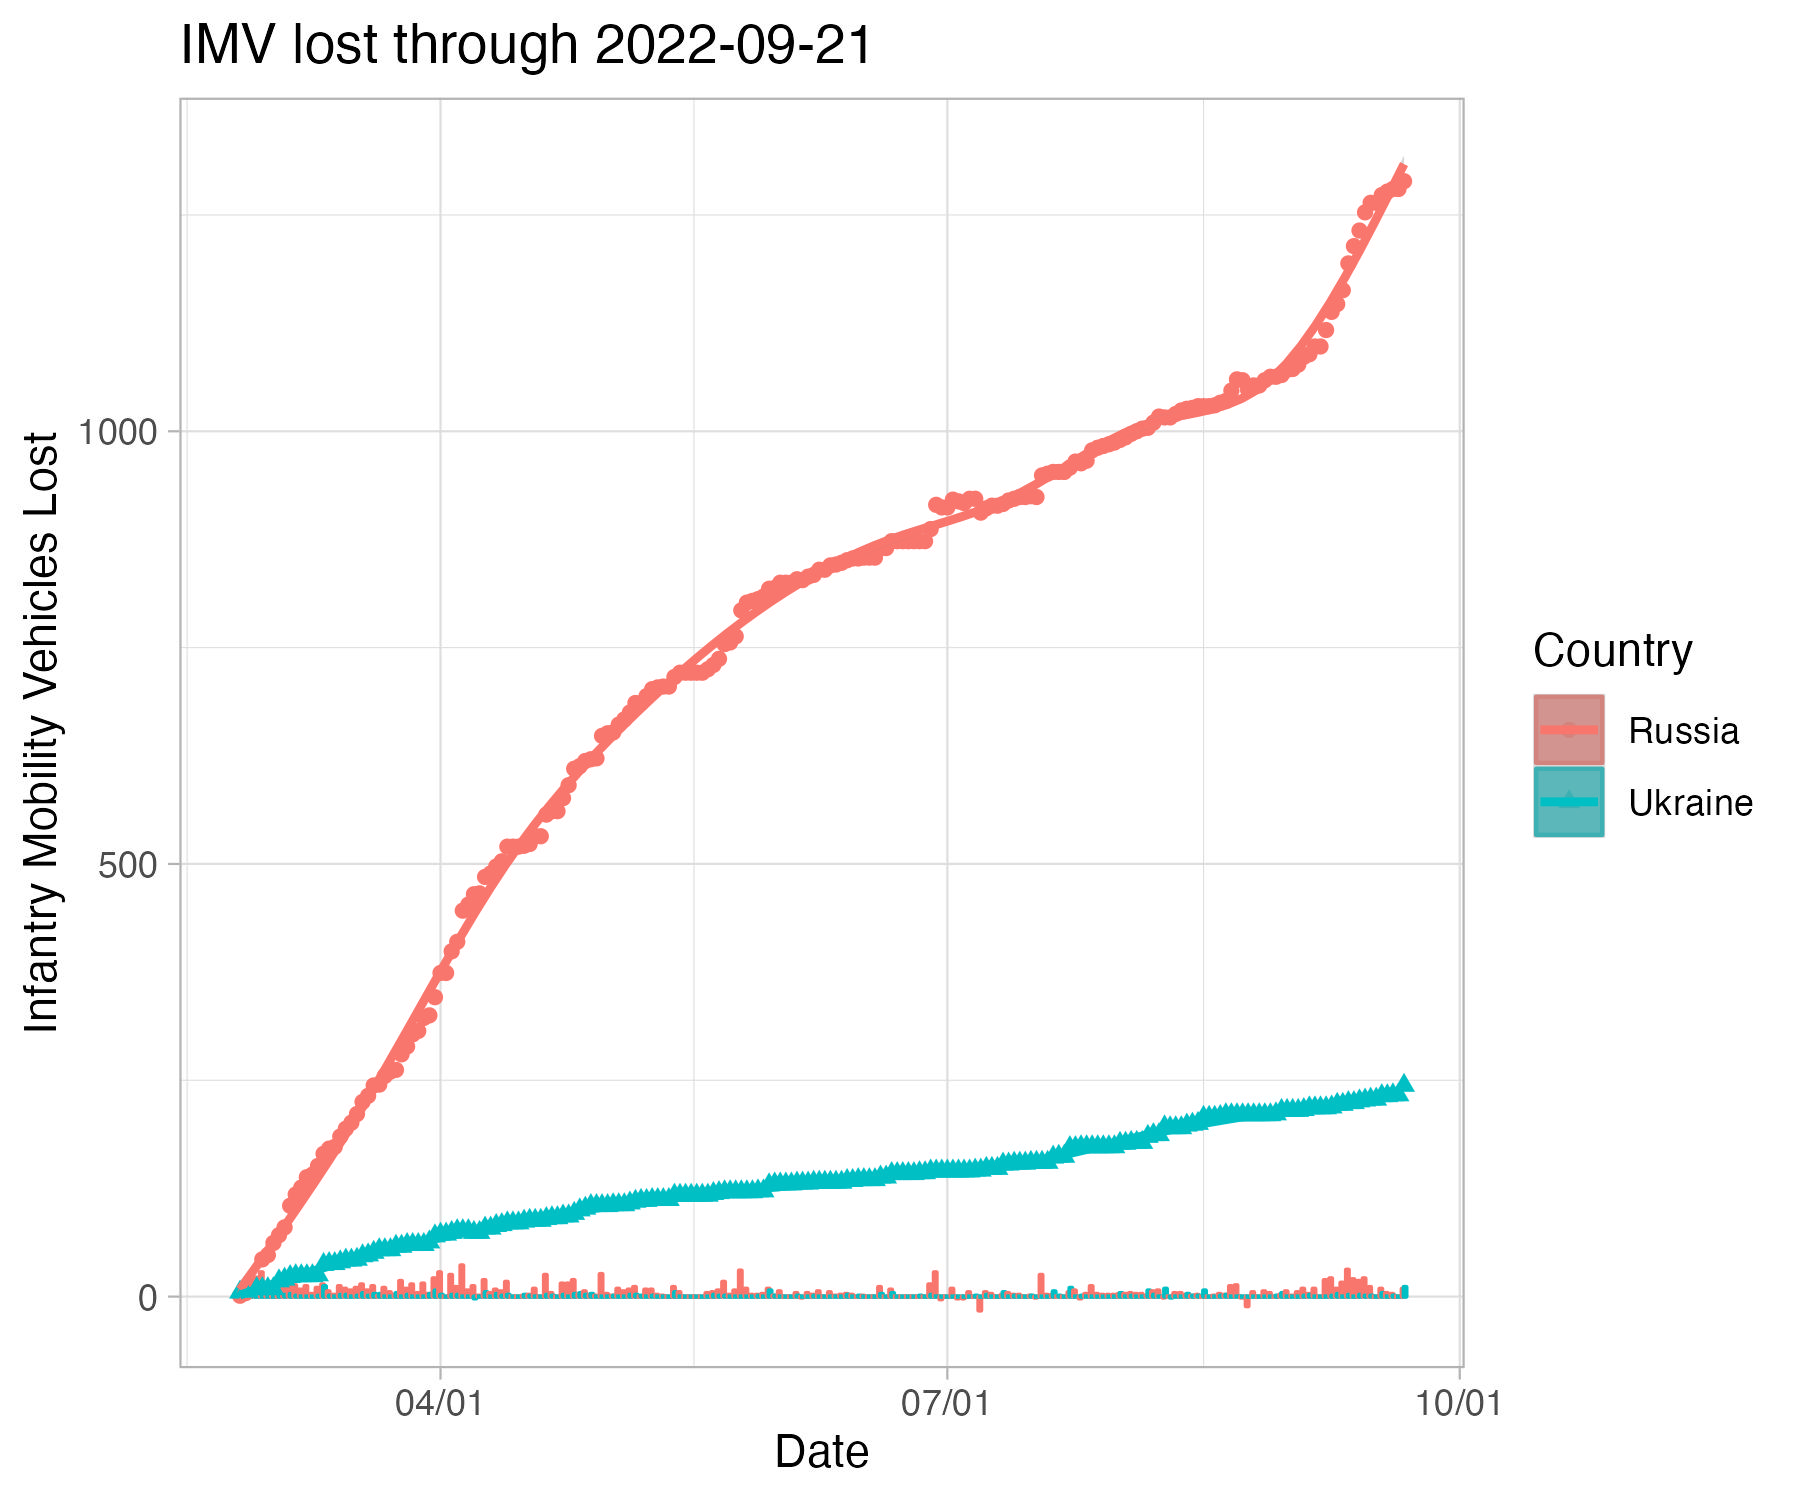 IMV lost through 2022-09-21
Infantry Mobility Vehicles Lost
1000
500
0
04/01
07/01
10/01
Date
Country
Russia
Ukraine